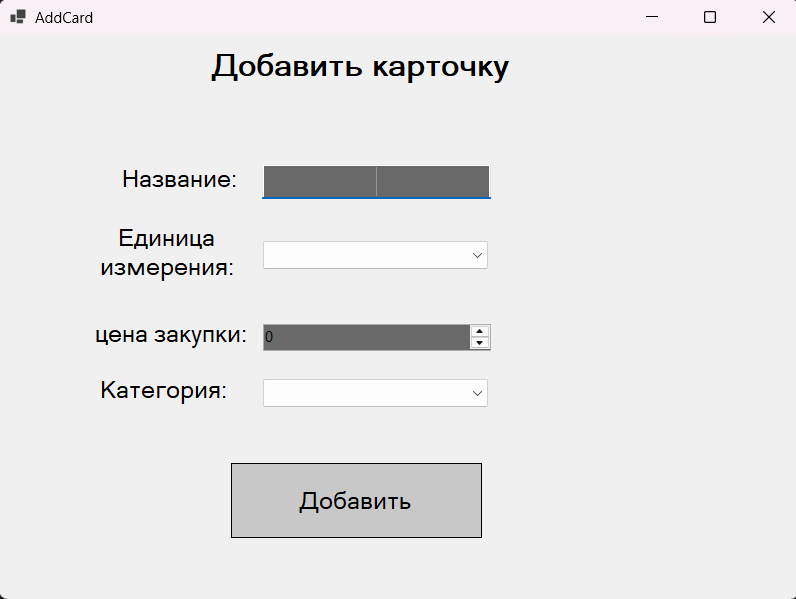 AddCard
Добавить карточку
Название:
Единица
измерения:
цена закупки:
0
Категория:
Добавить